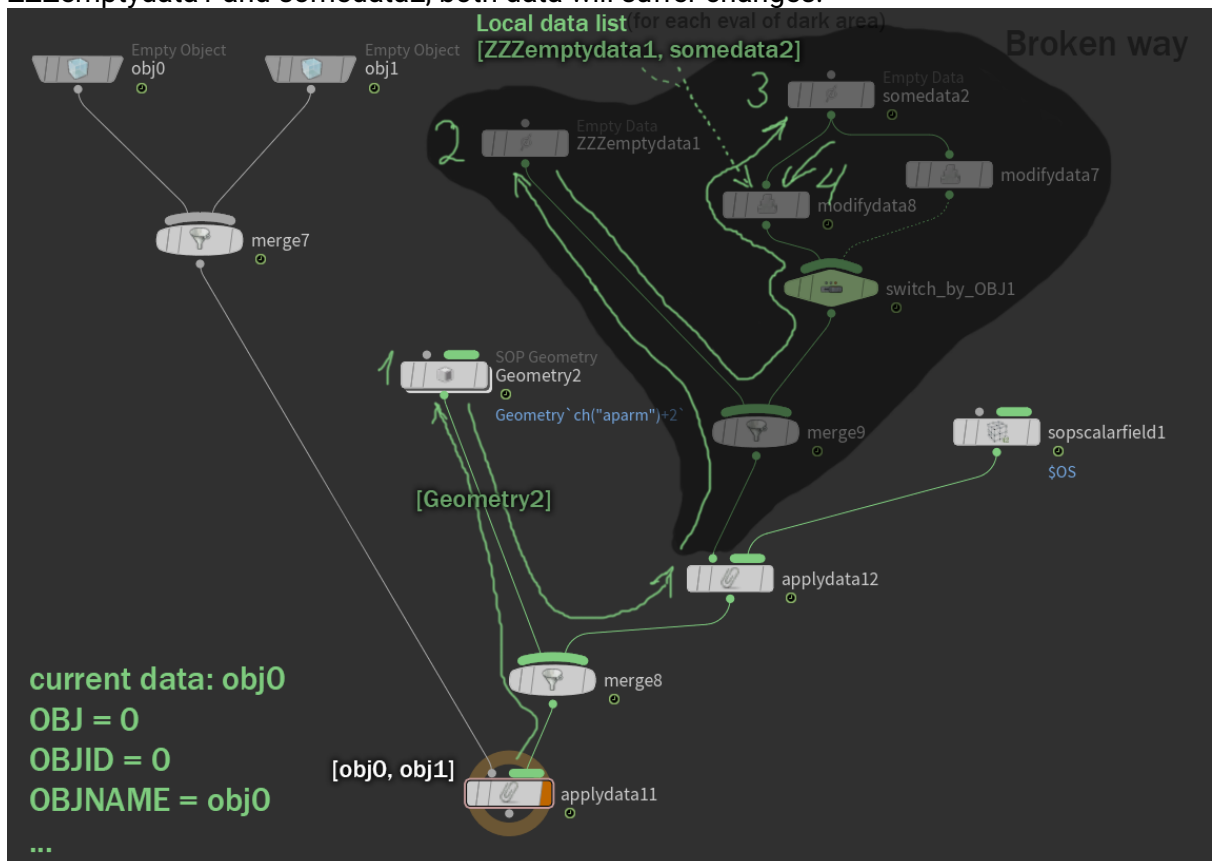 ZZZemptydata1 and somedata2, both data will suffer changes.
Local data list (for each eval of dark area)
[ZZZemptydata1, somedata2]
Broken way
Empty Object
obj0
Empty Object
obj1
3
Empty Data
somedata2
2
Empty Data
ZZZemptydata1
4
modifydata7
modifydata8
merge7
switch_by_OBJ1
1
SOP Geometry
Geometry2
Geometry`ch("aparm")+2`
merge9
sopscalarfield1
$OS
[Geometry2]
applydata12
current data: obj0
merge8
OBJ = 0
OBJID = 0
[obj0, obj1]
OBJNAME = obj0
applydata11
...